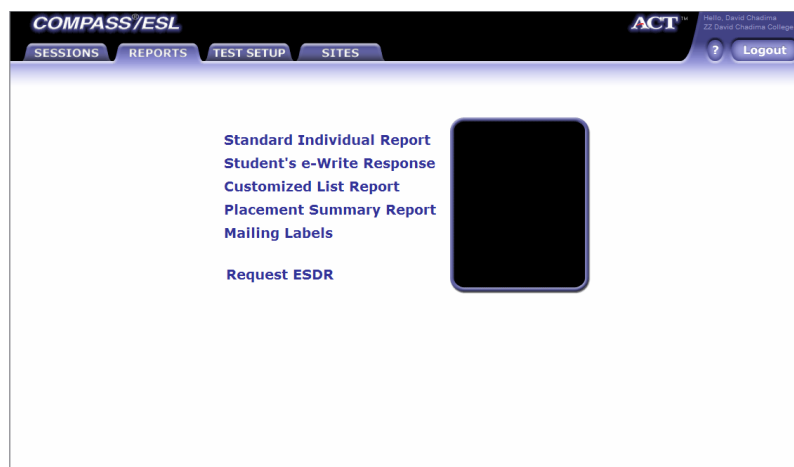 COMPASS®/ESL
ACT™
Hello, David Chadima
ZZ David Chadima College
SESSIONS REPORTS TEST SETUP SITES
? Logout
Standard Individual Report
Student's e-Write Response
Customized List Report
Placement Summary Report
Mailing Labels
Request ESDR